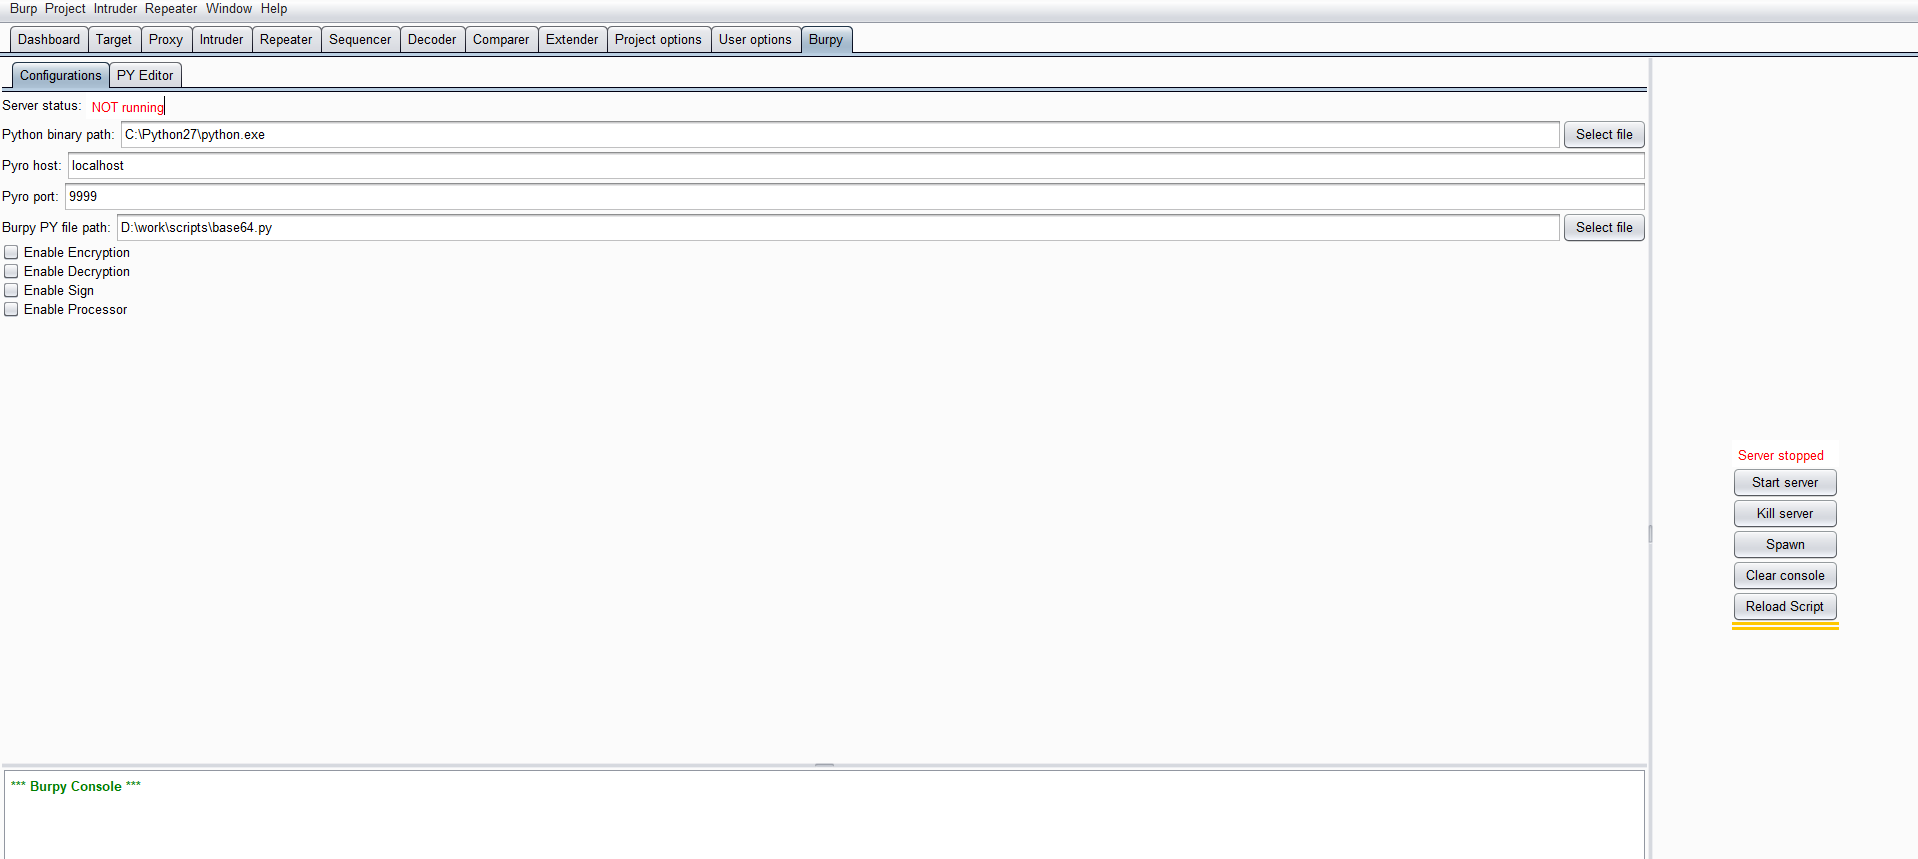 Burp Project Intruder Repeater Window Help
Dashboard Target Proxy Intruder Repeater Sequencer Decoder Comparer Extender Project options User options Burpy
Configurations PY Editor
Server status: NOT running
Python binary path: C:\Python27\python.exe Select file
Pyro host: localhost
Pyro port: 9999
Burpy PY file path: D:\work\scripts\base64.py Select file
Enable Encryption
Enable Decryption
Enable Sign
Enable Processor
Server stopped
Start server
Kill server
Spawn
Clear console
Reload Script
*** Burpy Console ***